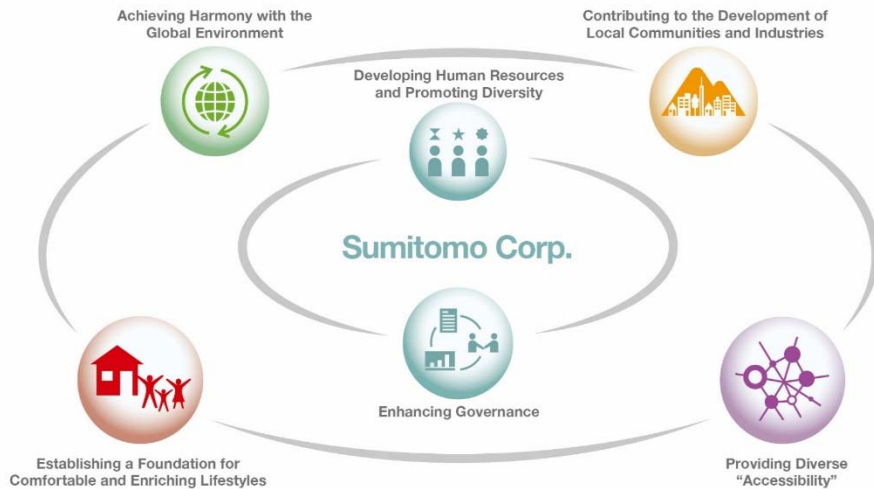 Achieving Harmony with the
Global Environment
Contributing to the Development of
Local Communities and Industries
Developing Human Resources
and Promoting Diversity
Sumitomo Corp.
Enhancing Governance
Establishing a Foundation for
Comfortable and Enriching Lifestyles
Providing Diverse
“Accessibility”